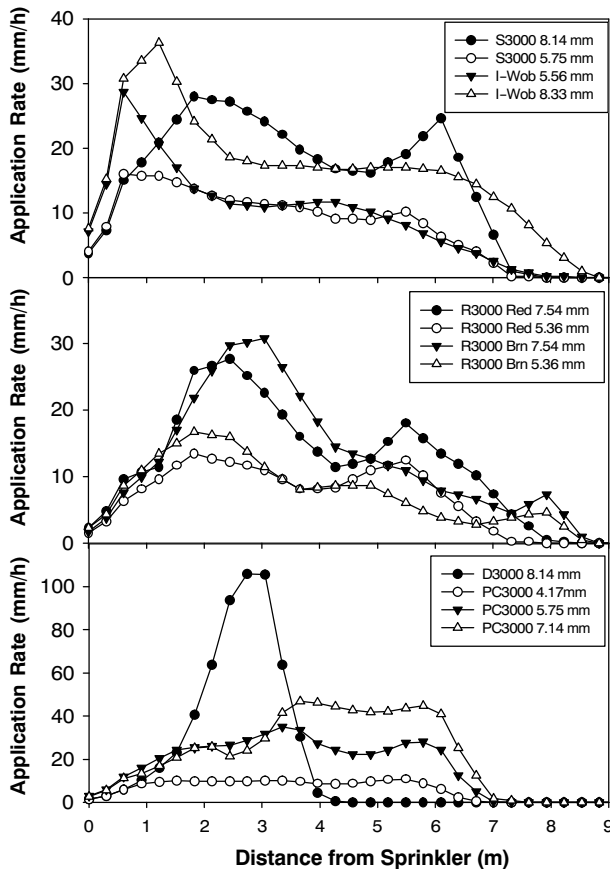 Application Rate (mm/h)
40
30
20
10
0
S3000 8.14 mm
S3000 5.75 mm
I-Wob 5.56 mm
I-Wob 8.33 mm
Application Rate (mm/h)
30
20
10
0
R3000 Red 7.54 mm
R3000 Red 5.36 mm
R3000 Brn 7.54 mm
R3000 Brn 5.36 mm
Application Rate (mm/h)
100
80
60
40
20
0
D3000 8.14 mm
PC3000 4.17mm
PC3000 5.75 mm
PC3000 7.14 mm
0 1 2 3 4 5 6 7 8 9
Distance from Sprinkler (m)